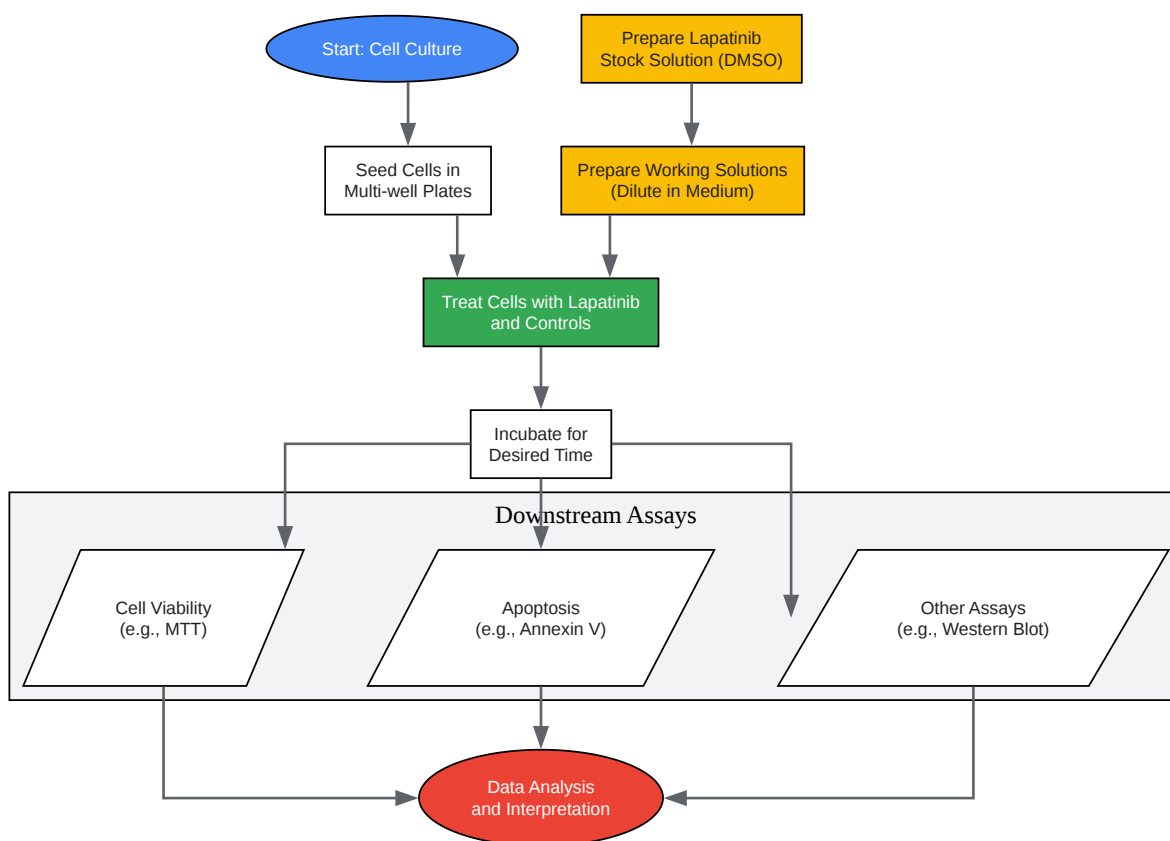 Start: Cell Culture
Prepare Lapatinib
Stock Solution (DMSO)
Seed Cells in
Multi-well Plates
Prepare Working Solutions
(Dilute in Medium)
Treat Cells with Lapatinib
and Controls
Incubate for
Desired Time
Downstream Assays
Cell Viability
(e.g., MTT)
Apoptosis
(e.g., Annexin V)
Other Assays
(e.g., Western Blot)
Data Analysis
and Interpretation